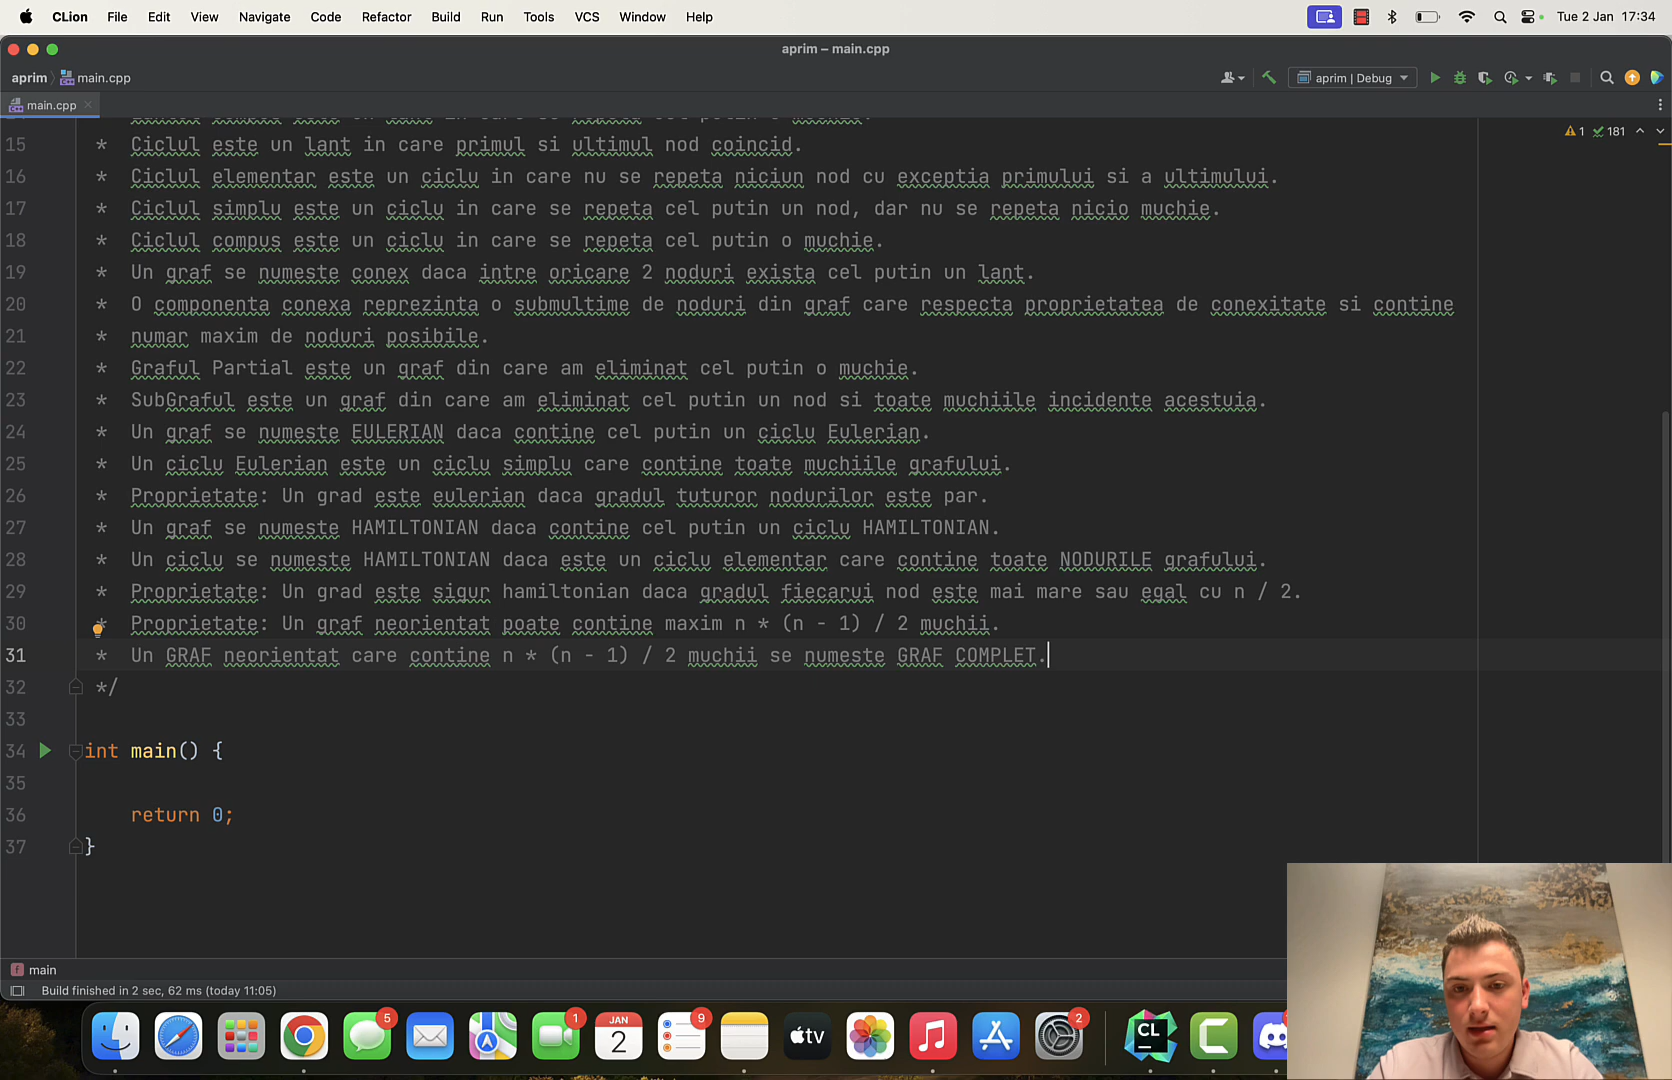 CLion File Edit View Navigate Code Refactor Build Run Tools VCS Window Help Tue 2 Jan 17:34
aprim – main.cpp
aprim main.cpp aprim | Debug
main.cpp
1 181
15 * Ciclul este un lant in care primul si ultimul nod coincid.
16 * Ciclul elementar este un ciclu in care nu se repeta niciun nod cu exceptia primului si a ultimului.
17 * Ciclul simplu este un ciclu in care se repeta cel putin un nod, dar nu se repeta nicio muchie.
18 * Ciclul compus este un ciclu in care se repeta cel putin o muchie.
19 * Un graf se numeste conex daca intre oricare 2 noduri exista cel putin un lant.
20 * O componenta conexa reprezinta o submultime de noduri din graf care respecta proprietatea de conexitate si contine
21 * numar maxim de noduri posibile.
22 * Graful Partial este un graf din care am eliminat cel putin o muchie.
23 * SubGraful este un graf din care am eliminat cel putin un nod si toate muchiile incidente acestuia.
24 * Un graf se numeste EULERIAN daca contine cel putin un ciclu Eulerian.
25 * Un ciclu Eulerian este un ciclu simplu care contine toate muchiile grafului.
26 * Proprietate: Un grad este eulerian daca gradul tuturor nodurilor este par.
27 * Un graf se numeste HAMILTONIAN daca contine cel putin un ciclu HAMILTONIAN.
28 * Un ciclu se numeste HAMILTONIAN daca este un ciclu elementar care contine toate NODURILE grafului.
29 * Proprietate: Un grad este sigur hamiltonian daca gradul fiecarui nod este mai mare sau egal cu n / 2.
30 * Proprietate: Un graf neorientat poate contine maxim n * (n - 1) / 2 muchii.
31 * Un GRAF neorientat care contine n * (n - 1) / 2 muchii se numeste GRAF COMPLET.
32 */
33
34 int main() {
35
36 return 0;
37 }
f main
Build finished in 2 sec, 62 ms (today 11:05)
5 1 JAN 2 9 tv 2 CL C